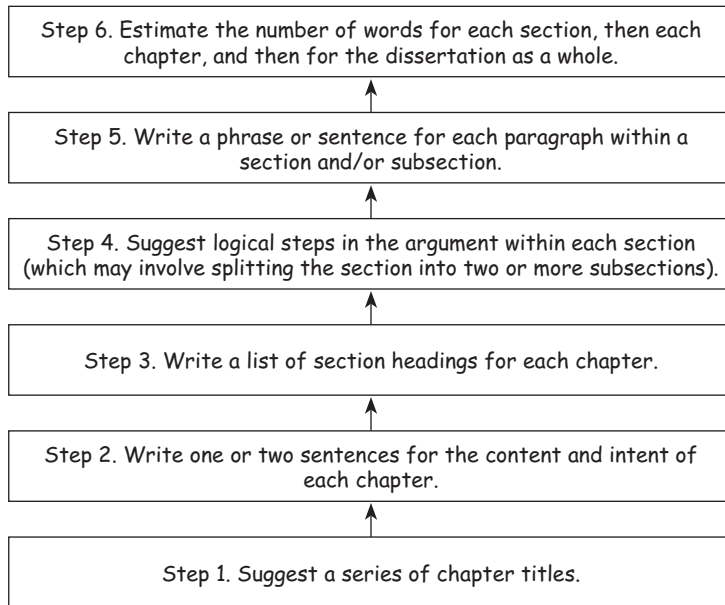 Step 6. Estimate the number of words for each section, then each
chapter, and then for the dissertation as a whole.
Step 5. Write a phrase or sentence for each paragraph within a
section and/or subsection.
Step 4. Suggest logical steps in the argument within each section
(which may involve splitting the section into two or more subsections).
Step 3. Write a list of section headings for each chapter.
Step 2. Write one or two sentences for the content and intent of
each chapter.
Step 1. Suggest a series of chapter titles.